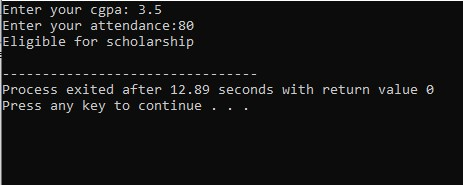 Enter your cgpa: 3.5
Enter your attendance:80
Eligible for scholarship
--------------------------------
Process exited after 12.89 seconds with return value 0
Press any key to continue . . .